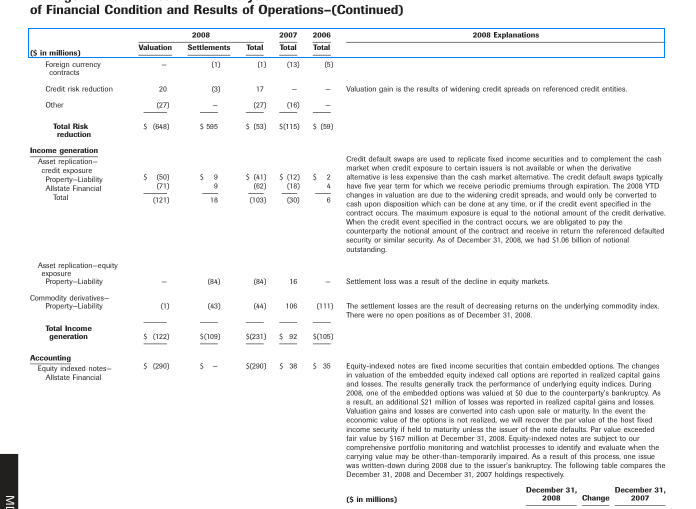 of Financial Condition and Results of Operations–(Continued)
2008 2007 2006 2008 Explanations
Valuation Settlements Total Total Total
($ in millions)
Foreign currency
contracts – (1) (1) (13) (5)
Credit risk reduction 20 (3) 17 – – Valuation gain is the results of widening credit spreads on referenced credit entities.
Other (27) – (27) (16) –
Total Risk
reduction $ (648) $ 595 $ (53) $(115) $ (59)
Income generation
Asset replication–
credit exposure
Property–Liability $ (50) $ 9 $ (41) $ (12) $ 2
Allstate Financial (71) 9 (62) (18) 4
Total (121) 18 (103) (30) 6
Credit default swaps are used to replicate fixed income securities and to complement the cash
market when credit exposure to certain issuers is not available or when the derivative
alternative is less expensive than the cash market alternative. The credit default swaps typically
have five year term for which we receive periodic premiums through expiration. The 2008 YTD
changes in valuation are due to the widening credit spreads, and would only be converted to
cash upon disposition which can be done at any time, or if the credit event specified in the
contract occurs. The maximum exposure is equal to the notional amount of the credit derivative.
When the credit event specified in the contract occurs, we are obligated to pay the
counterparty the notional amount of the contract and receive in return the referenced defaulted
security or similar security. As of December 31, 2008, we had $1.06 billion of notional
outstanding.
Asset replication–equity
exposure
Property–Liability – (84) (84) 16 – Settlement loss was a result of the decline in equity markets.
Commodity derivatives–
Property–Liability (1) (43) (44) 106 (111) The settlement losses are the result of decreasing returns on the underlying commodity index.
There were no open positions as of December 31, 2008.
Total Income
generation $ (122) $(109) $(231) $ 92 $(105)
Accounting
Equity indexed notes–
Allstate Financial $ (290) $ – $(290) $ 38 $ 35
Equity-indexed notes are fixed income securities that contain embedded options. The changes
in valuation of the embedded equity indexed call options are reported in realized capital gains
and losses. The results generally track the performance of underlying equity indices. During
2008, one of the embedded options was valued at $0 due to the counterparty's bankruptcy. As
a result, an additional $21 million of losses was reported in realized capital gains and losses.
Valuation gains and losses are converted into cash upon sale or maturity. In the event the
economic value of the options is not realized, we will recover the par value of the host fixed
income security if held to maturity unless the issuer of the note defaults. Par value exceeded
fair value by $167 million at December 31, 2008. Equity-indexed notes are subject to our
comprehensive portfolio monitoring and watchlist processes to identify and evaluate when the
carrying value may be other-than-temporarily impaired. As a result of this process, one issue
was written-down during 2008 due to the issuer's bankruptcy. The following table compares the
December 31, 2008 and December 31, 2007 holdings respectively.
December 31, December 31,
($ in millions) 2008 Change 2007